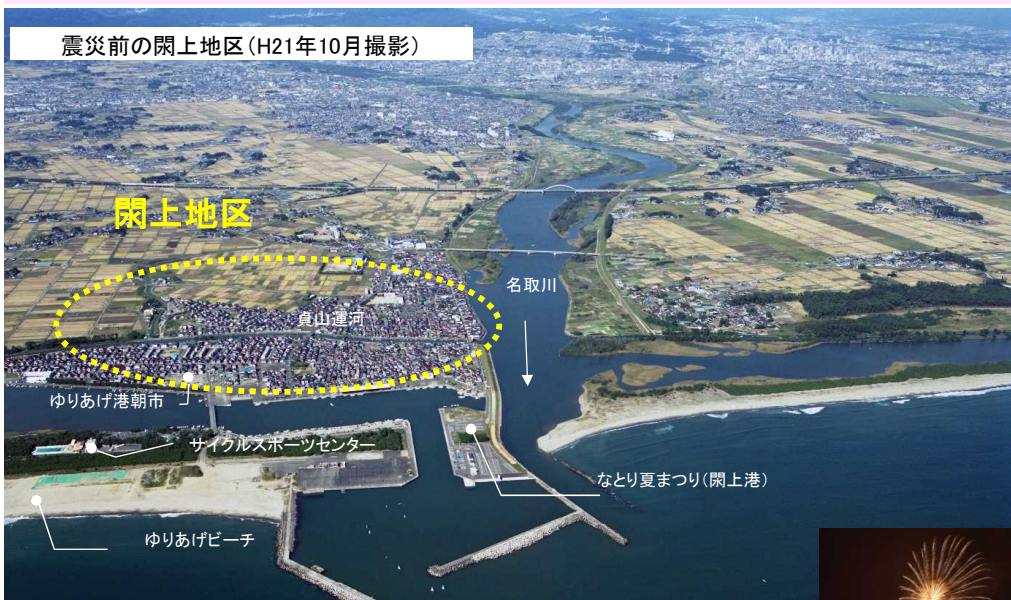 震災前の閖上地区(H21年10月撮影)
閖上地区
名取川
貞山運河
ゆりあげ港朝市
サイクルスポーツセンター
なとり夏まつり(閖上港)
ゆりあげビーチ